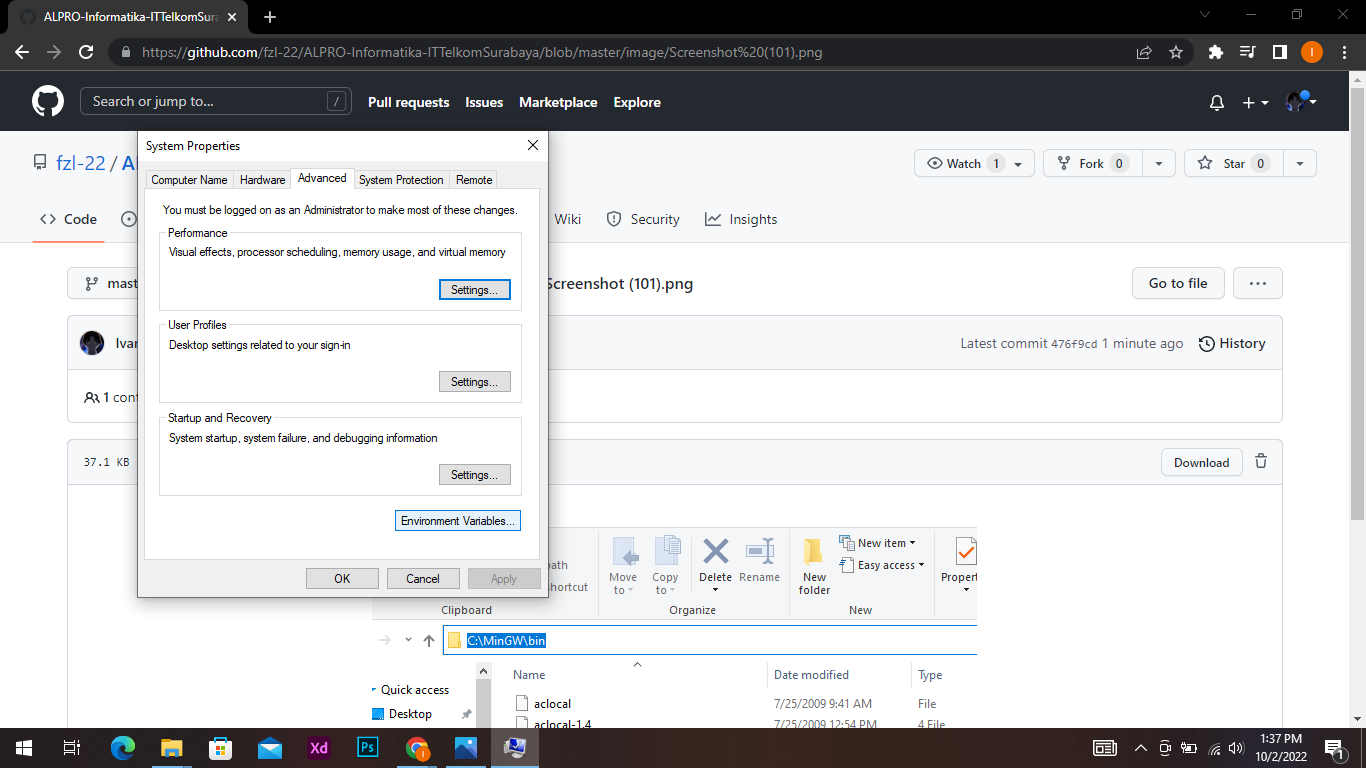 ALPRO-Informatika-ITTelkomSura
https://github.com/fzl-22/ALPRO-Informatika-ITTelkomSurabaya/blob/master/image/Screenshot%20(101).png
I
Search or jump to...
/
Pull requests
Issues
Marketplace
Explore
System Properties
fzl-22 / A
Watch 1
Fork 0
Star 0
Computer Name
Hardware
Advanced
System Protection
Remote
Code
Wiki
Security
Insights
You must be logged on as an Administrator to make most of these changes.
Performance
Visual effects, processor scheduling, memory usage, and virtual memory
Settings...
User Profiles
Desktop settings related to your sign-in
Settings...
Startup and Recovery
System startup, system failure, and debugging information
Settings...
Environment Variables...
OK
Cancel
Apply
mast
Screenshot (101).png
Go to file
...
Ivan
Latest commit 476f9cd 1 minute ago
History
1 cont
37.1 KB
Download
path
shortcut
Clipboard
Move to
Copy to
Delete
Rename
Organize
New folder
New item
Easy access
New
Propert
C:\MinGW\bin
Name
Date modified
Type
Quick access
Desktop
aclocal
7/25/2009 9:41 AM
File
aclocal-1.4
7/25/2009 12:54 PM
4 File
Xd
Ps
I
1:37 PM
10/2/2022
1